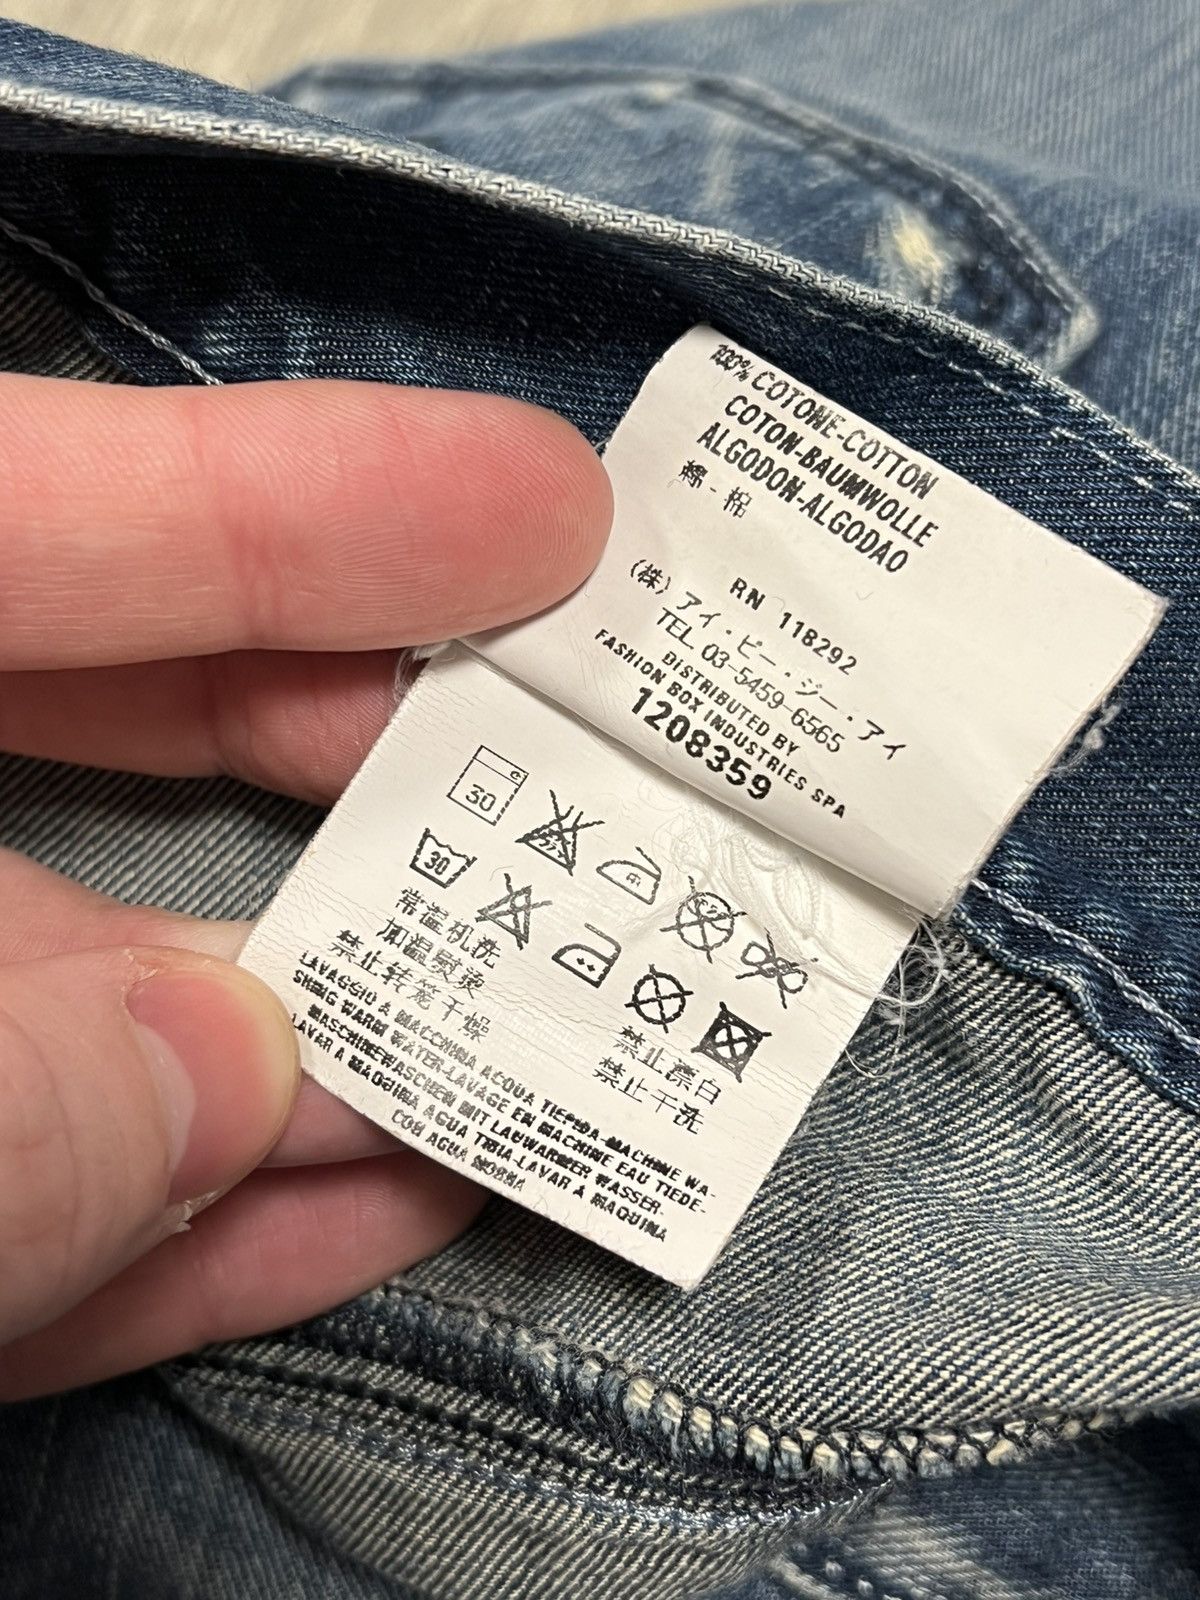 100% COTONE-COTTON
COTON-BAUMWOLLE
ALGODON-ALGODAO
綿 - 棉
RN 118292
(株) アイ・ピー・ジー・アイ
TEL 03-5459-6565
DISTRIBUTED BY
FASHION BOX INDUSTRIES SPA
1208359
30
30
常温机洗
加温熨烫
禁止转笼干燥
禁止漂白
禁止干洗
LAVAGGIO A MACCHINA ACQUA TIEPIDA-MACHINE WA-
SHING WARM WATER-LAVAGE EN MACHINE EAU TIEDE-
MASCHINEWASCHEN MIT LAUWARMER WASSER-
LAVAR A MAQUINA AGUA TIBIA-LAVAR A MAQUINA
CON AGUA MORNA